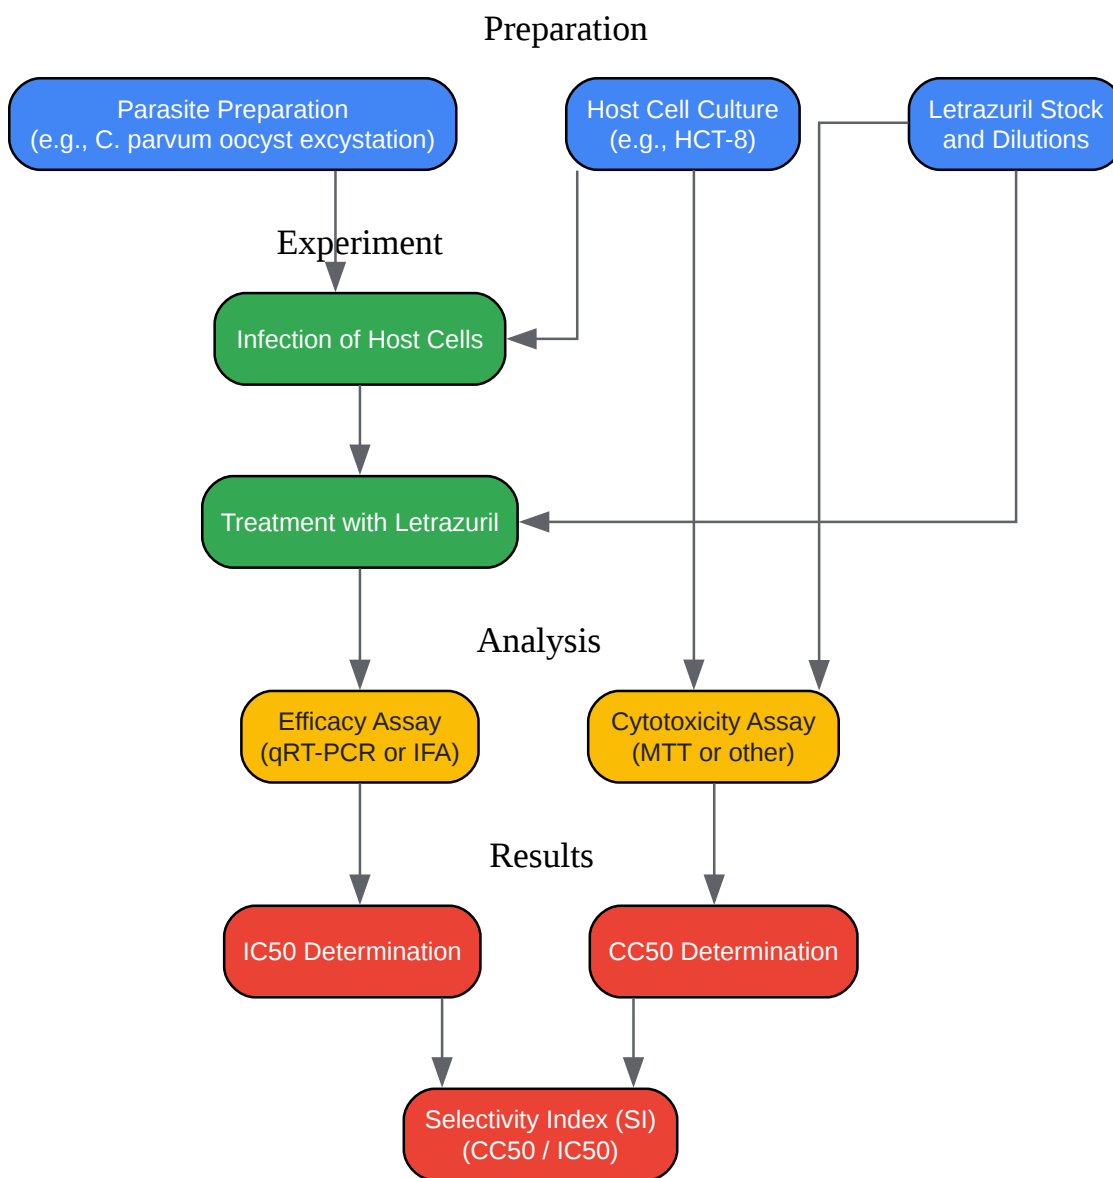 Preparation
Parasite Preparation
(e.g., C. parvum oocyst excystation)
Host Cell Culture
(e.g., HCT-8)
Letrazuril Stock
and Dilutions
Experiment
Infection of Host Cells
Treatment with Letrazuril
Analysis
Efficacy Assay
(qRT-PCR or IFA)
Cytotoxicity Assay
(MTT or other)
Results
IC50 Determination
CC50 Determination
Selectivity Index (SI)
(CC50 / IC50)